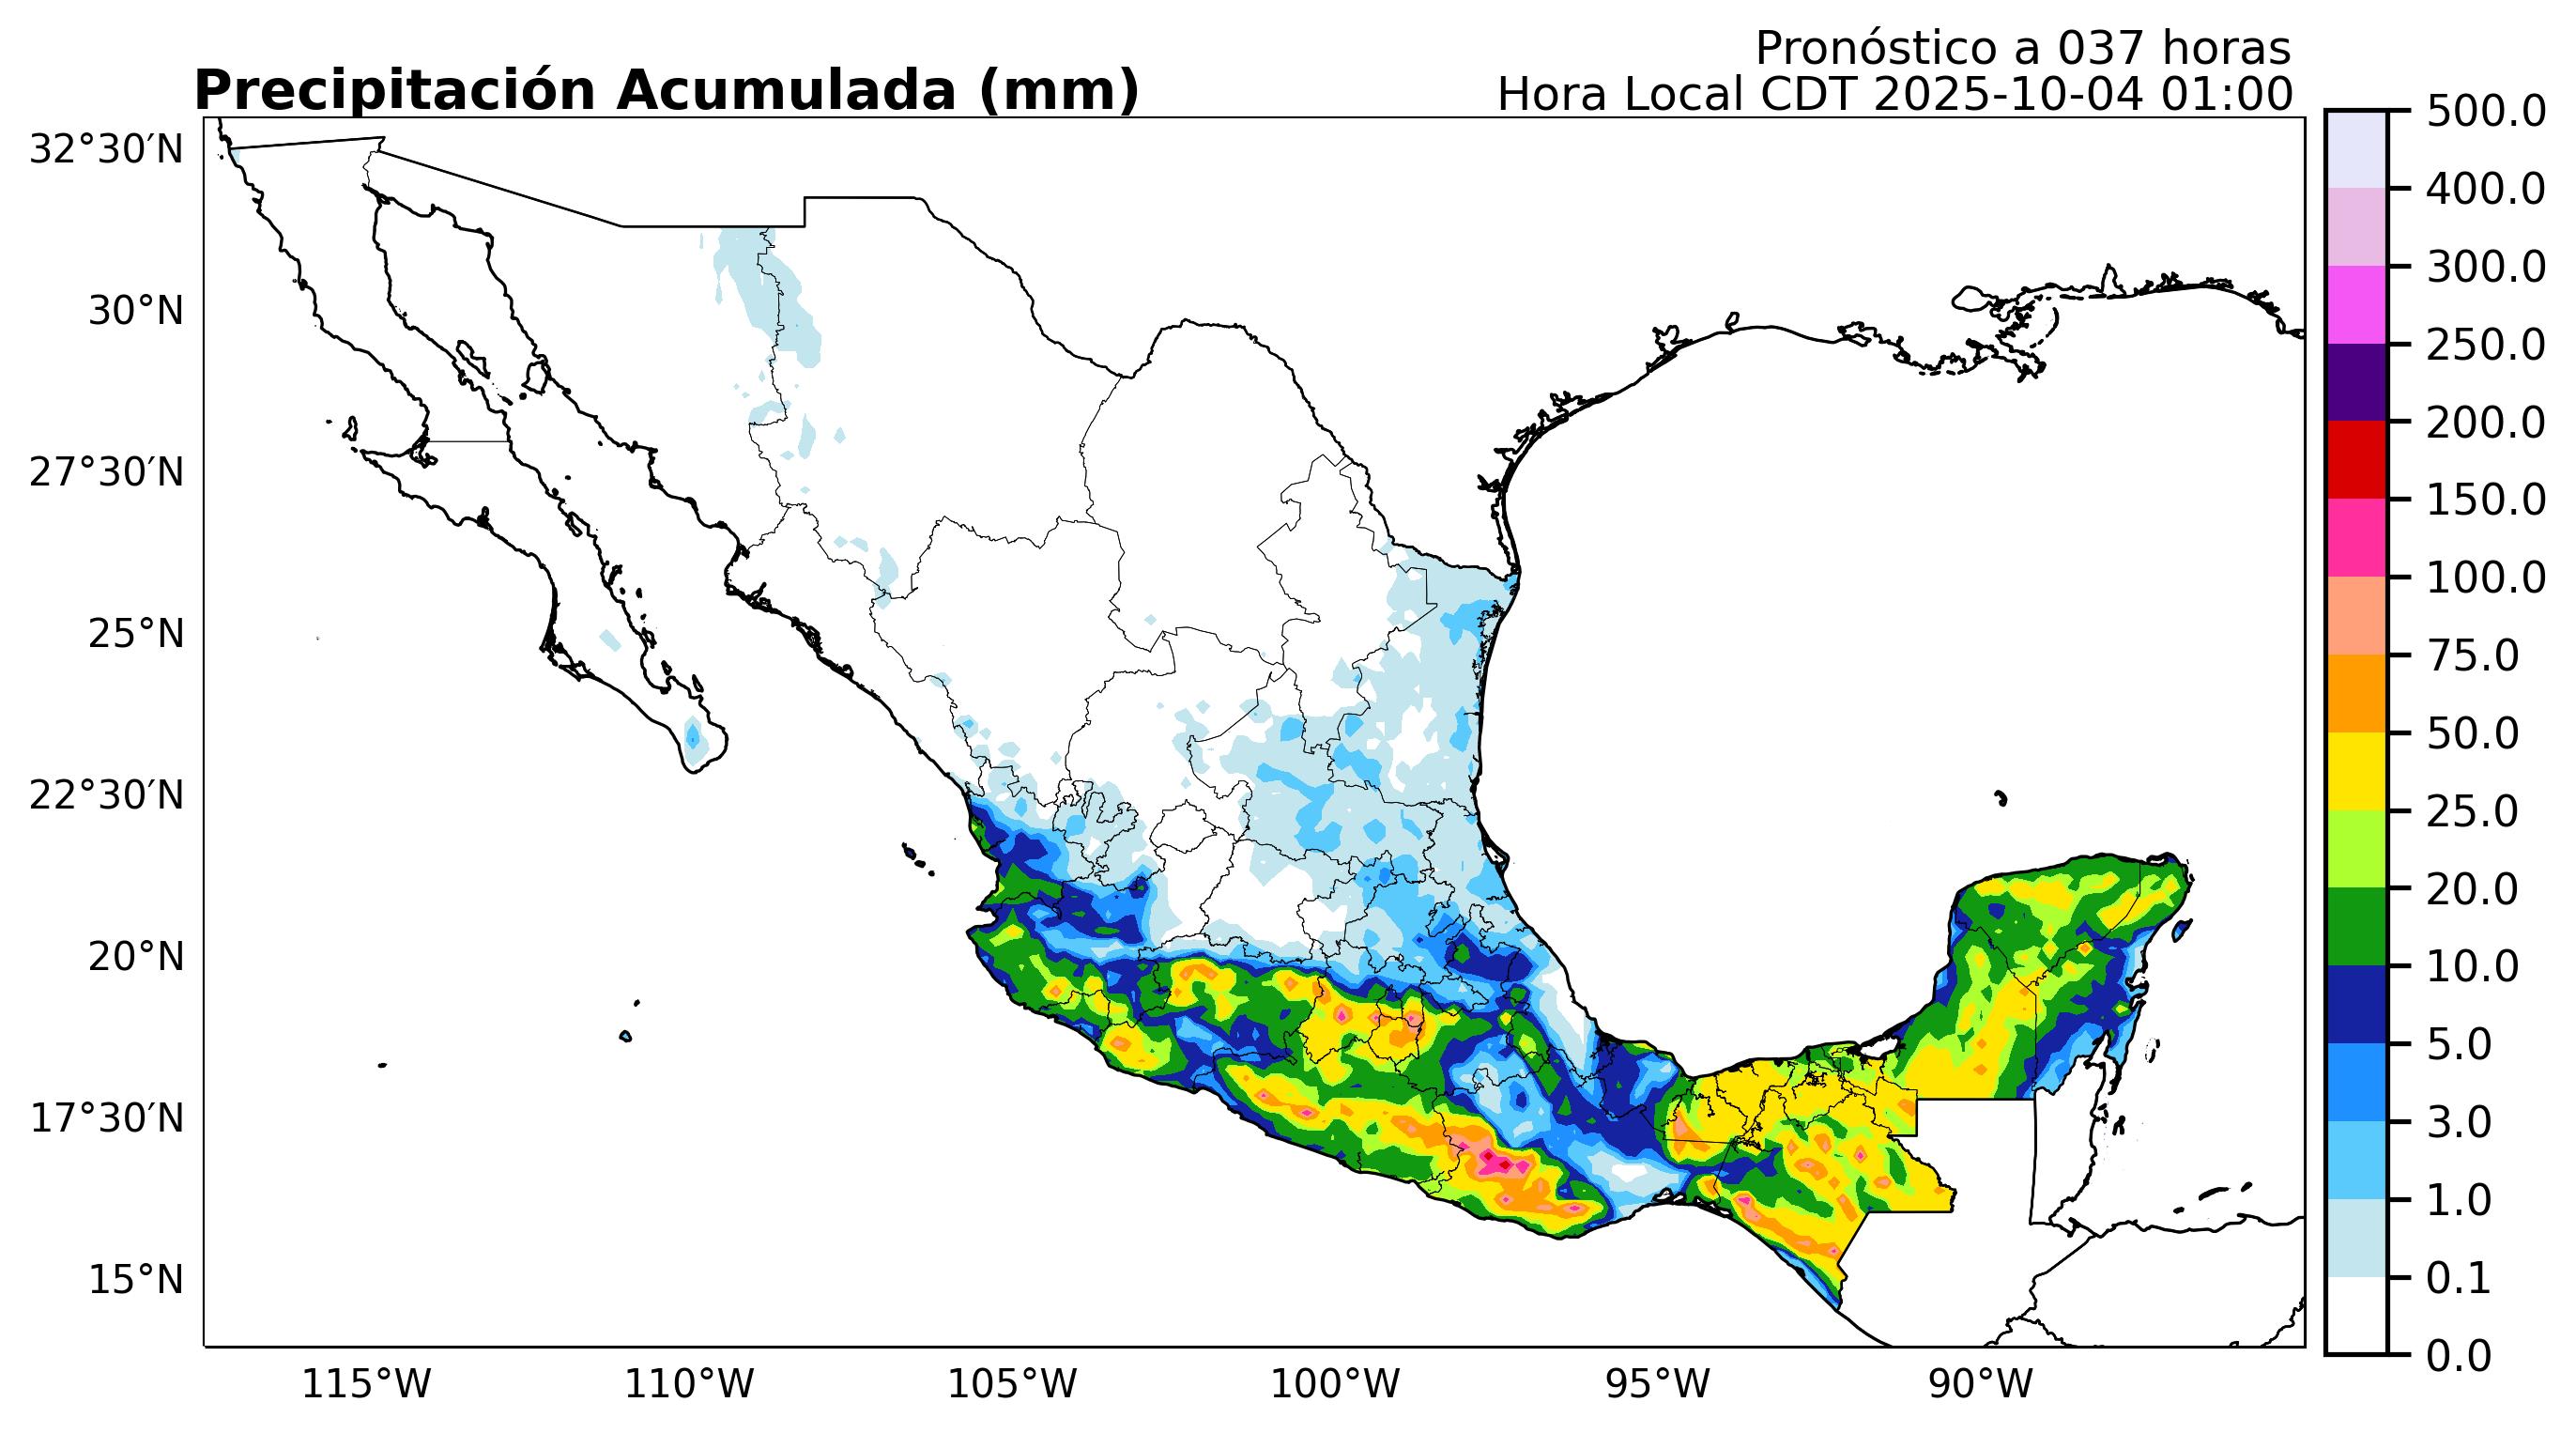 Pronóstico a 037 horas
Precipitación Acumulada (mm)
Hora Local CDT 2025-10-04 01:00
32°30′N
30°N
27°30′N
25°N
22°30′N
20°N
17°30′N
15°N
115°W
110°W
105°W
100°W
95°W
90°W
500.0
400.0
300.0
250.0
200.0
150.0
100.0
75.0
50.0
25.0
20.0
10.0
5.0
3.0
1.0
0.1
0.0